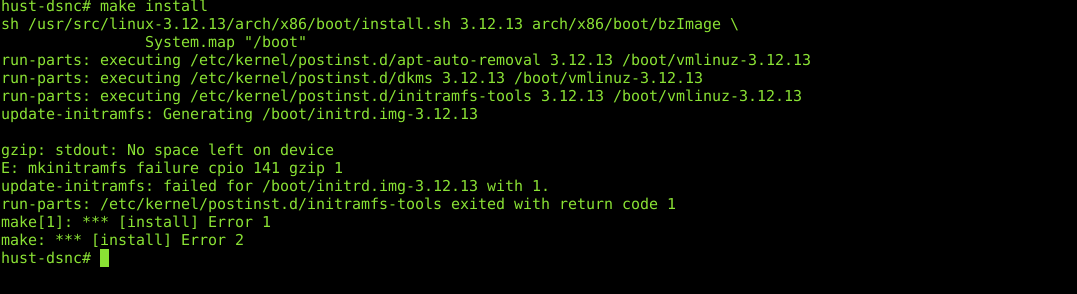 hust-dsnc# make install
sh /usr/src/linux-3.12.13/arch/x86/boot/install.sh 3.12.13 arch/x86/boot/bzImage \
                System.map "/boot"
run-parts: executing /etc/kernel/postinst.d/apt-auto-removal 3.12.13 /boot/vmlinuz-3.12.13
run-parts: executing /etc/kernel/postinst.d/dkms 3.12.13 /boot/vmlinuz-3.12.13
run-parts: executing /etc/kernel/postinst.d/initramfs-tools 3.12.13 /boot/vmlinuz-3.12.13
update-initramfs: Generating /boot/initrd.img-3.12.13

gzip: stdout: No space left on device
E: mkinitramfs failure cpio 141 gzip 1
update-initramfs: failed for /boot/initrd.img-3.12.13 with 1.
run-parts: /etc/kernel/postinst.d/initramfs-tools exited with return code 1
make[1]: *** [install] Error 1
make: *** [install] Error 2
hust-dsnc#